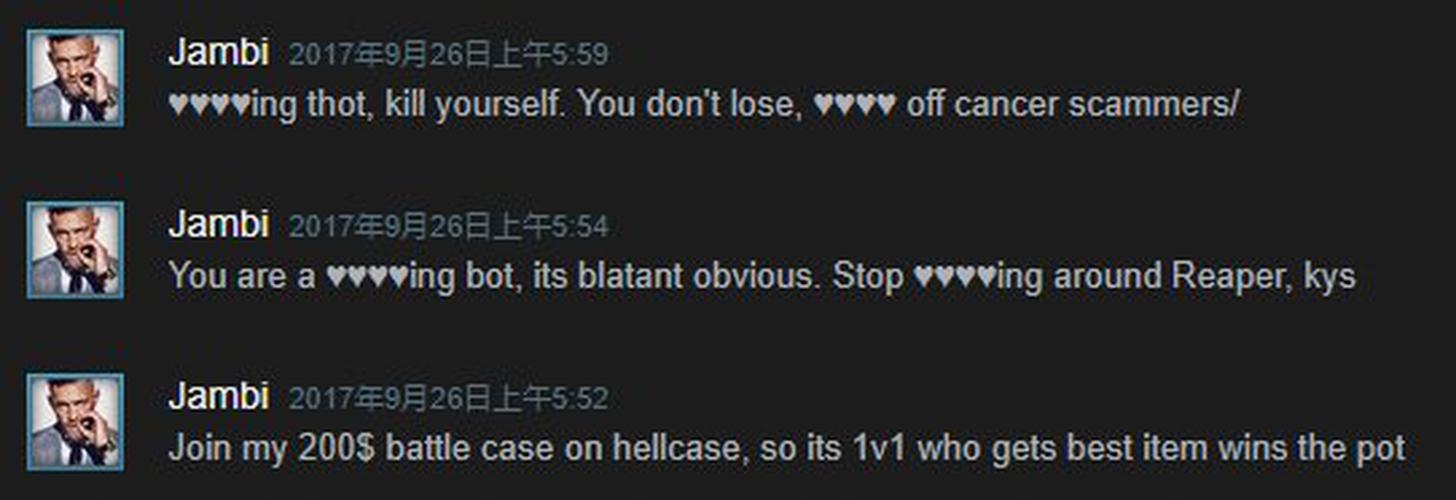 Jambi 2017年9月26日上午5:59
♥♥♥♥ing thot, kill yourself. You don't lose, ♥♥♥♥ off cancer scammers/
Jambi 2017年9月26日上午5:54
You are a ♥♥♥♥ing bot, its blatant obvious. Stop ♥♥♥♥ing around Reaper, kys
Jambi 2017年9月26日上午5:52
Join my 200$ battle case on hellcase, so its 1v1 who gets best item wins the pot